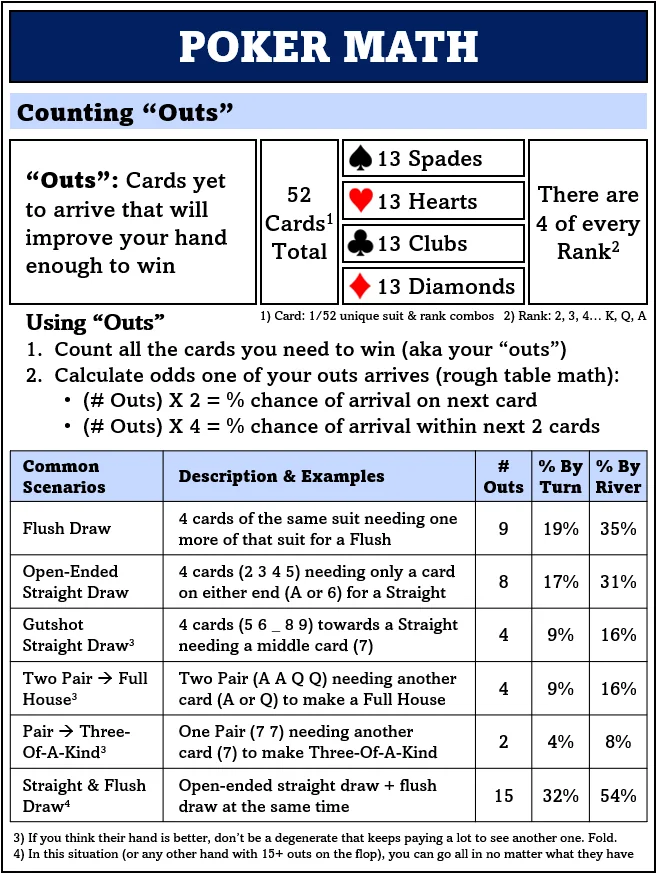 POKER MATH
Counting “Outs”
“Outs”: Cards yet
to arrive that will
improve your hand
enough to win
52
Cards¹
Total
♠ 13 Spades
♥ 13 Hearts
♣ 13 Clubs
♦ 13 Diamonds
There are
4 of every
Rank²
1) Card: 1/52 unique suit & rank combos 2) Rank: 2, 3, 4… K, Q, A
Using “Outs”
1. Count all the cards you need to win (aka your “outs”)
2. Calculate odds one of your outs arrives (rough table math):
• (# Outs) X 2 = % chance of arrival on next card
• (# Outs) X 4 = % chance of arrival within next 2 cards
Common
Scenarios
Description & Examples
#
Outs
% By
Turn
% By
River
Flush Draw
4 cards of the same suit needing one
more of that suit for a Flush
9
19%
35%
Open-Ended
Straight Draw
4 cards (2 3 4 5) needing only a card
on either end (A or 6) for a Straight
8
17%
31%
Gutshot
Straight Draw³
4 cards (5 6 _ 8 9) towards a Straight
needing a middle card (7)
4
9%
16%
Two Pair → Full
House³
Two Pair (A A Q Q) needing another
card (A or Q) to make a Full House
4
9%
16%
Pair → Three-
Of-A-Kind³
One Pair (7 7) needing another
card (7) to make Three-Of-A-Kind
2
4%
8%
Straight & Flush
Draw⁴
Open-ended straight draw + flush
draw at the same time
15
32%
54%
3) If you think their hand is better, don’t be a degenerate that keeps paying a lot to see another one. Fold.
4) In this situation (or any other hand with 15+ outs on the flop), you can go all in no matter what they have